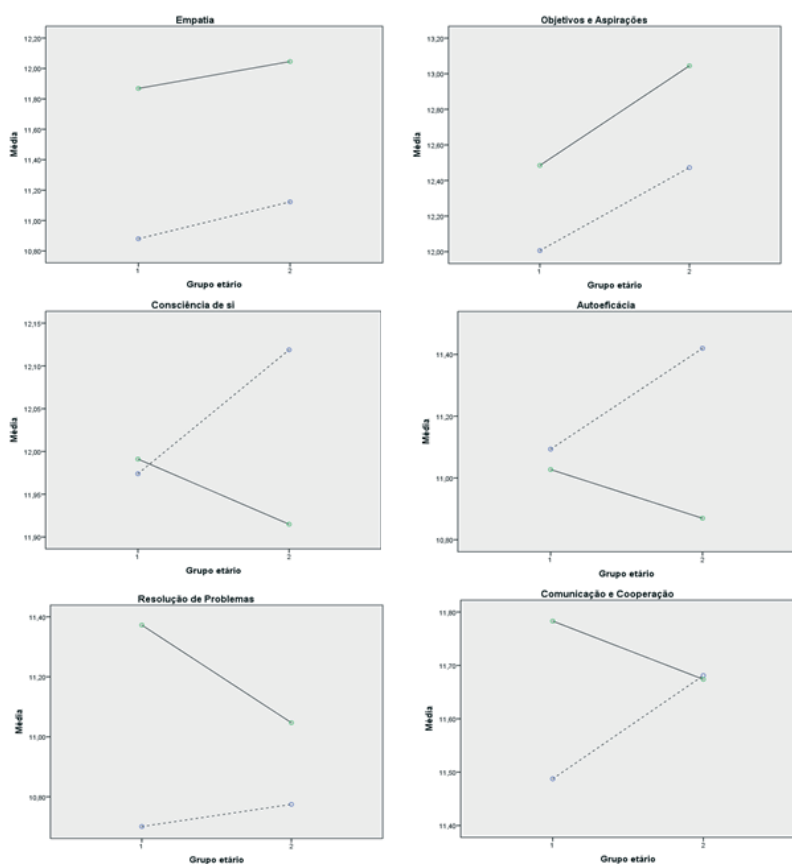 Empatia
12,20
12,00
11,80
11,60
11,40
11,20
11,00
10,80
Média
1
2
Grupo etário
Objetivos e Aspirações
13,20
13,00
12,80
12,60
12,40
12,20
12,00
Média
1
2
Grupo etário
Consciência de si
12,15
12,10
12,05
12,00
11,95
11,90
Média
1
2
Grupo etário
Autoeficácia
11,40
11,20
11,00
10,80
Média
1
2
Grupo etário
Resolução de Problemas
11,40
11,20
11,00
10,80
Média
1
2
Grupo etário
Comunicação e Cooperação
11,80
11,70
11,60
11,50
11,40
Média
1
2
Grupo etário